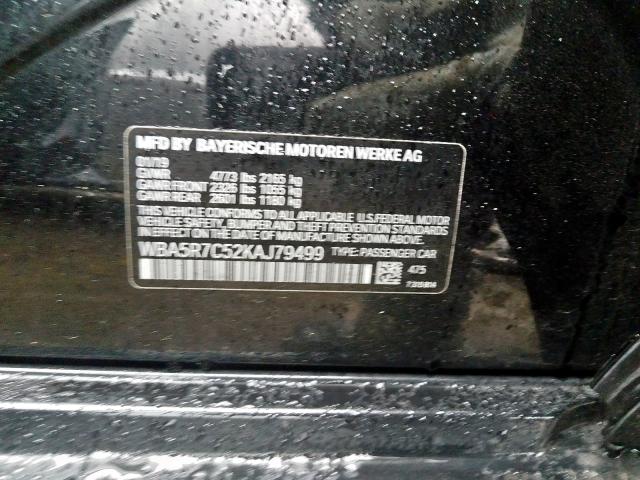 MFD BY BAYERISCHE MOTOREN WERKE AG
01/19
GVWR 4773 lbs 2165 kg
GAWR FRONT 2326 lbs 1055 kg
GAWR REAR 2601 lbs 1180 kg
THIS VEHICLE CONFORMS TO ALL APPLICABLE U.S. FEDERAL MOTOR
VEHICLE SAFETY, BUMPER AND THEFT PREVENTION STANDARDS
IN EFFECT ON THE DATE OF MANUFACTURE SHOWN ABOVE.
WBA5R7C52KAJ79499 TYPE: PASSENGER CAR
475